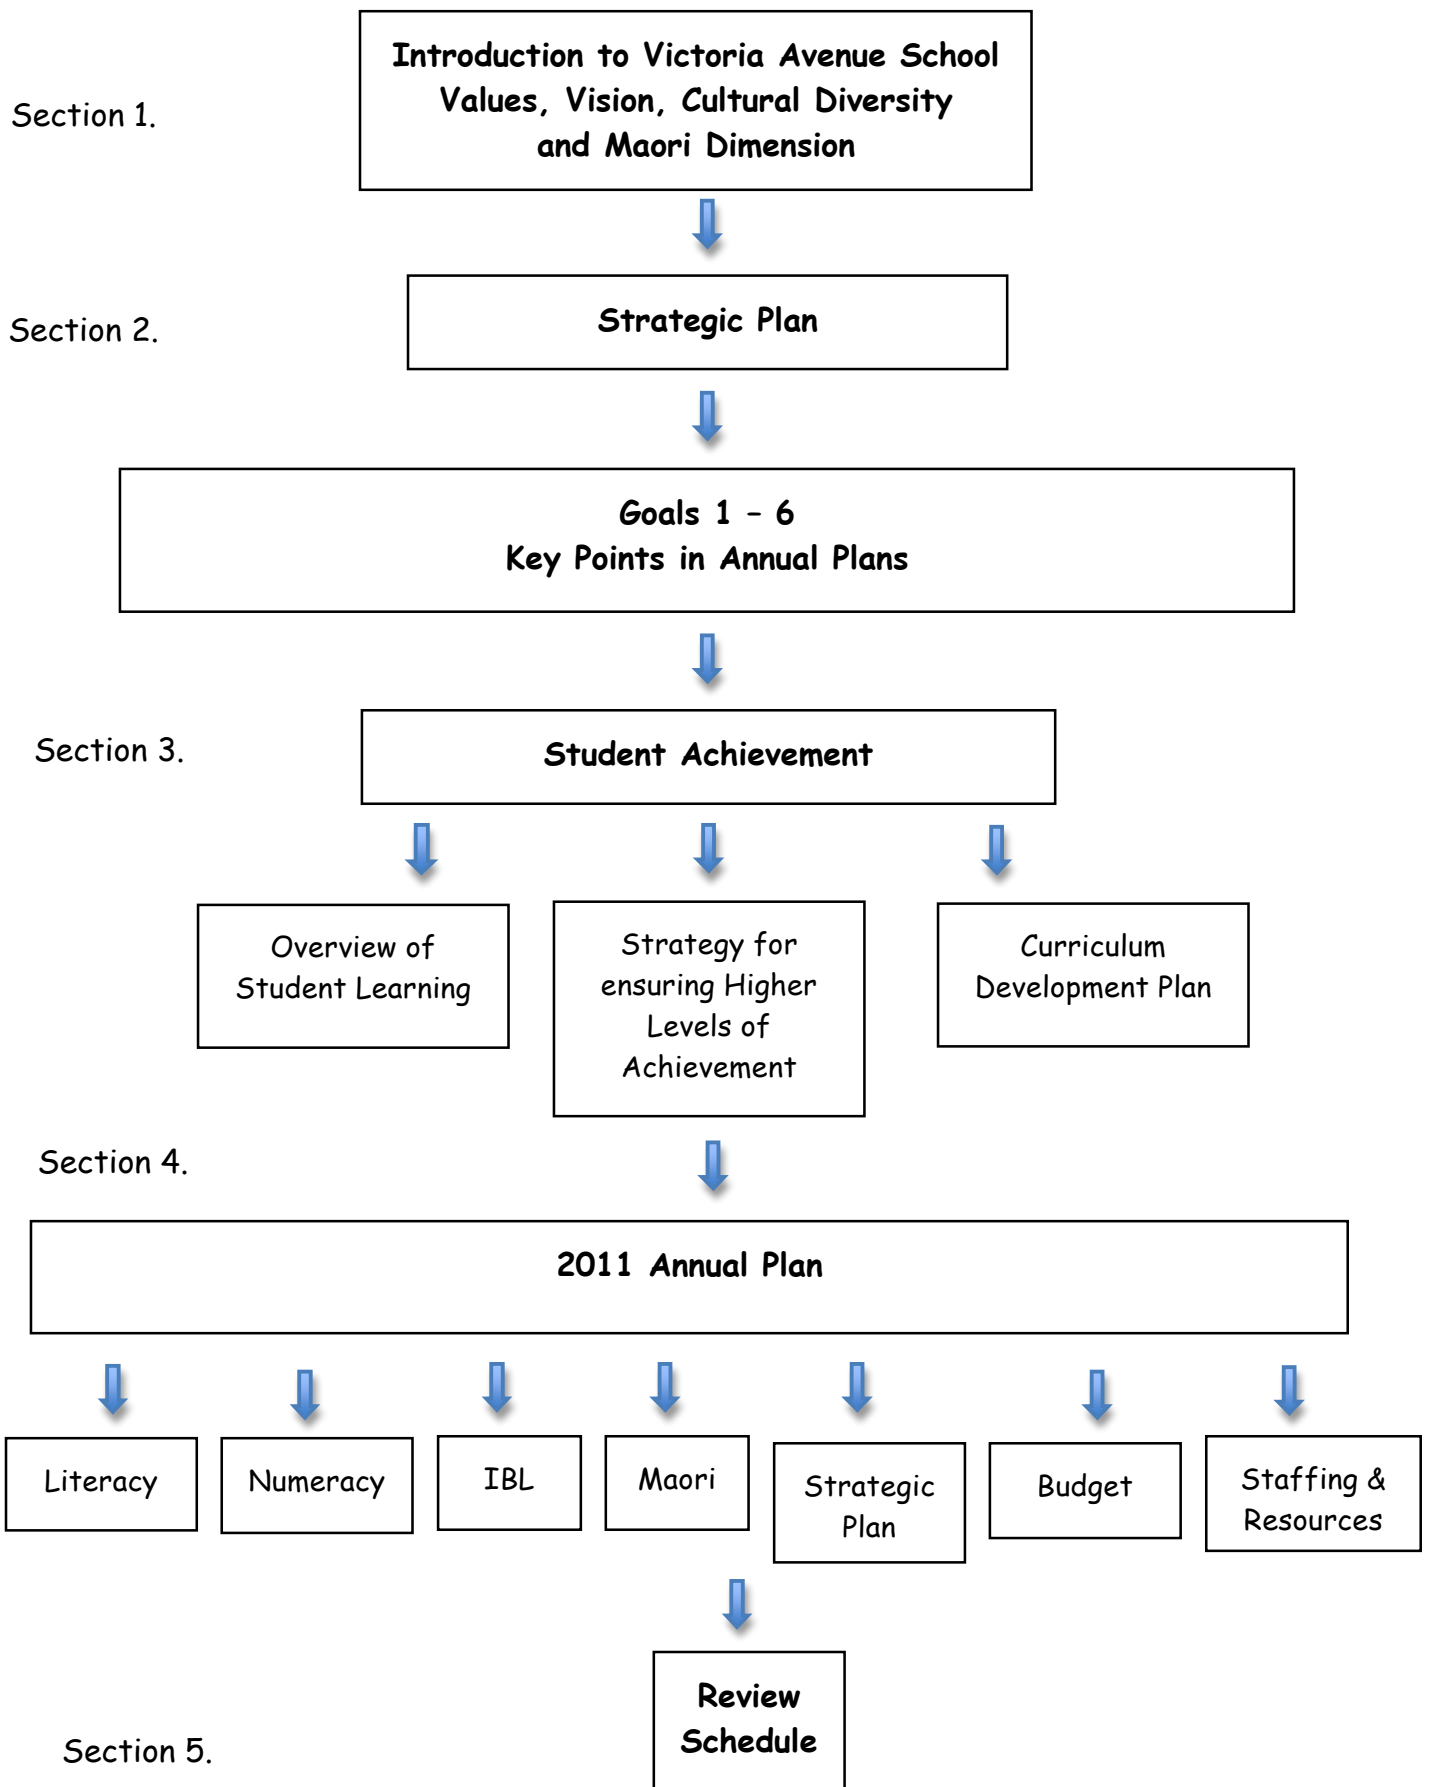 Introduction to Victoria Avenue School
Values, Vision, Cultural Diversity
and Maori Dimension
Section 1.
Strategic Plan
Section 2.
Goals 1 – 6
Key Points in Annual Plans
Section 3.
Student Achievement
Overview of
Student Learning
Strategy for
ensuring Higher
Levels of
Achievement
Curriculum
Development Plan
Section 4.
2011 Annual Plan
Literacy
Numeracy
IBL
Maori
Strategic
Plan
Budget
Staffing &
Resources
Review
Schedule
Section 5.